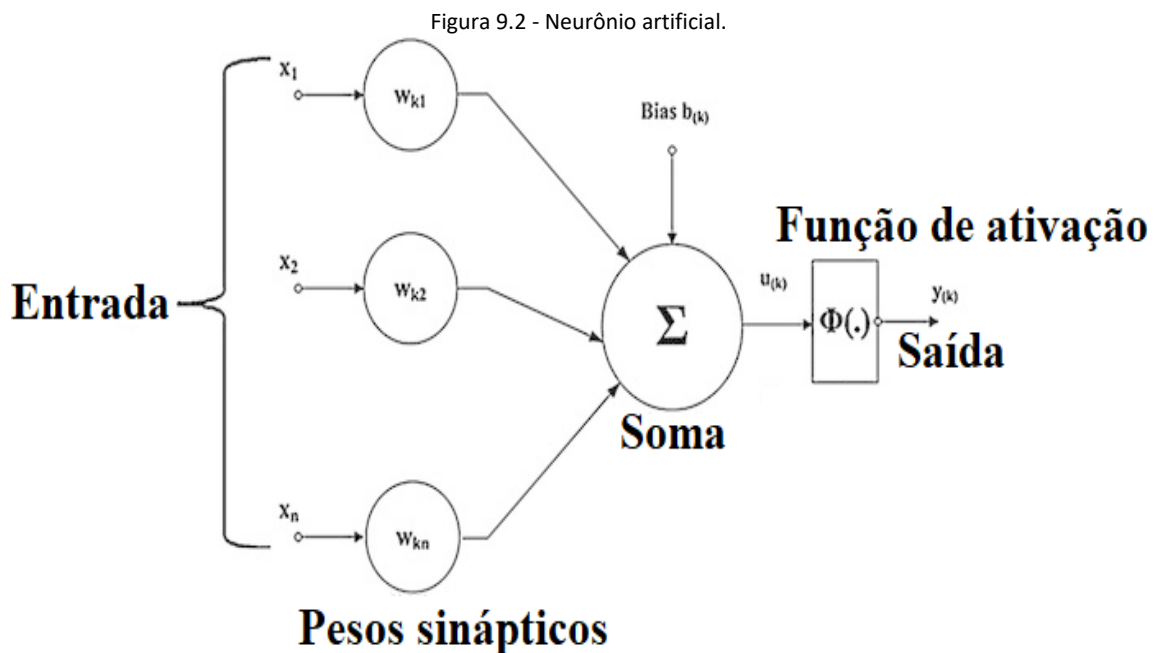 Figura 9.2 - Neurônio artificial.
x1
wk1
Bias b(k)
Função de ativação
x2
wk2
Entrada
Σ
u(k)
Φ(.)
y(k)
Saída
Soma
xn
wkn
Pesos sinápticos